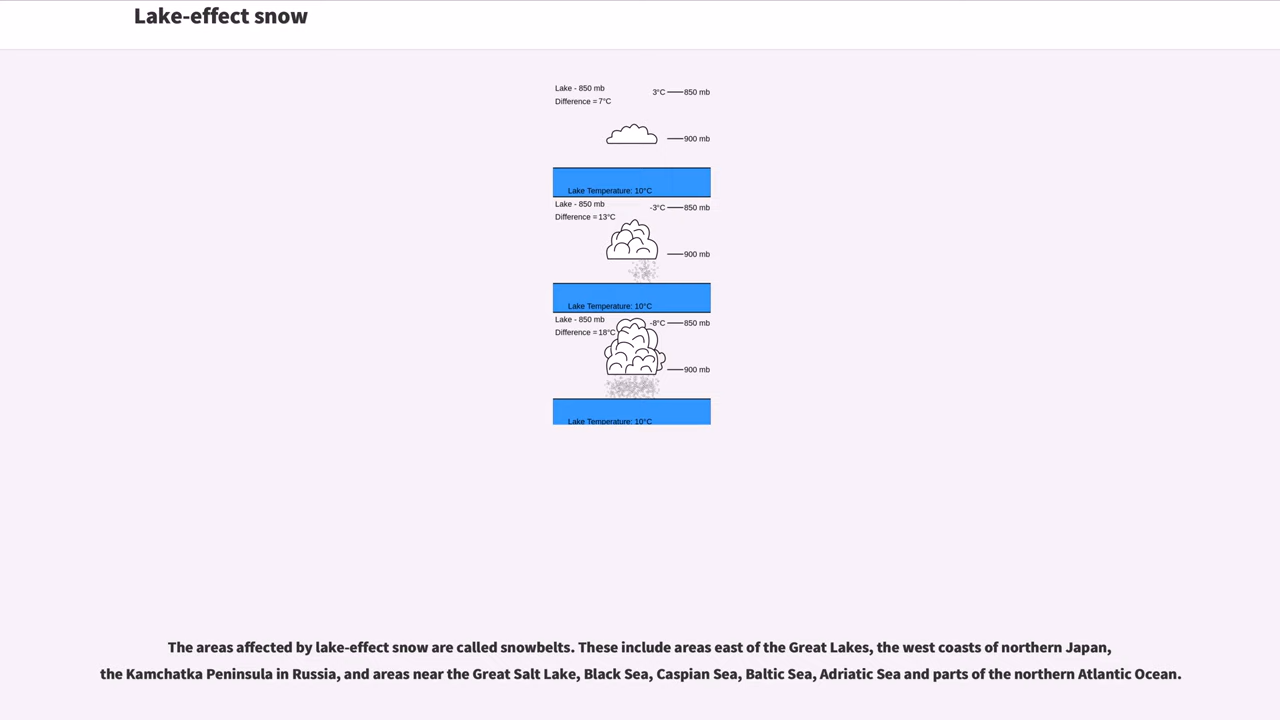 Lake-effect snow
Lake - 850 mb
3°C 850 mb
Difference = 7°C
900 mb
Lake Temperature: 10°C
Lake - 850 mb
-3°C 850 mb
Difference = 13°C
900 mb
Lake Temperature: 10°C
Lake - 850 mb
-8°C 850 mb
Difference = 18°C
900 mb
Lake Temperature: 10°C
The areas affected by lake-effect snow are called snowbelts. These include areas east of the Great Lakes, the west coasts of northern Japan,
the Kamchatka Peninsula in Russia, and areas near the Great Salt Lake, Black Sea, Caspian Sea, Baltic Sea, Adriatic Sea and parts of the northern Atlantic Ocean.